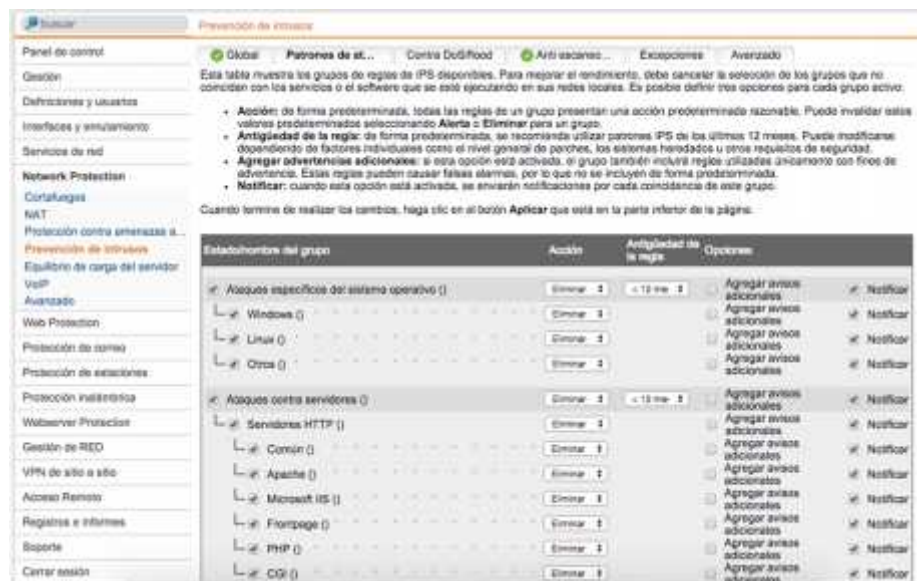 buscar
Prevención de intrusos
Panel de control
Gestión
Definiciones y usuarios
Interfaces y enrutamiento
Servicios de red
Network Protection
Cortafuegos
NAT
Protección contra amenazas a...
Prevención de intrusos
Equilibrio de carga del servidor
VoIP
Avanzado
Web Protection
Protección de correo
Protección de estaciones
Protección inalámbrica
Webserver Protection
Gestión de RED
VPN de sitio a sitio
Acceso Remoto
Registros e informes
Soporte
Cerrar sesión
Global Patrones de at... Contra DoS/flood Anti escaneo... Excepciones Avanzado
Esta tabla muestra los grupos de reglas de IPS disponibles. Para mejorar el rendimiento, debe cancelar la selección de los grupos que no
coinciden con los servicios o el software que se esté ejecutando en sus redes locales. Es posible definir tres opciones para cada grupo activo:
• Acción: de forma predeterminada, todas las reglas de un grupo presentan una acción predeterminada razonable. Puede invalidar estos
valores predeterminados seleccionando Alerta o Eliminar para un grupo.
• Antigüedad de la regla: de forma predeterminada, se recomienda utilizar patrones IPS de los últimos 12 meses. Puede modificarse
dependiendo de factores individuales como el nivel general de parches, los sistemas heredados u otros requisitos de seguridad.
• Agregar advertencias adicionales: si esta opción está activada, el grupo también incluirá reglas utilizadas únicamente con fines de
advertencia. Estas reglas pueden causar falsas alarmas, por lo que no se incluyen de forma predeterminada.
• Notificar: cuando esta opción está activada, se enviarán notificaciones por cada coincidencia de este grupo.
Cuando termine de realizar los cambios, haga clic en el botón Aplicar que está en la parte inferior de la página.
Estado/nombre del grupo Acción Antigüedad de la regla Opciones
Ataques específicos del sistema operativo () Eliminar < 12 me Agregar avisos adicionales Notificar
Windows () Eliminar Agregar avisos adicionales Notificar
Linux () Eliminar Agregar avisos adicionales Notificar
Otros () Eliminar Agregar avisos adicionales Notificar
Ataques contra servidores () Eliminar < 12 me Agregar avisos adicionales Notificar
Servidores HTTP () Eliminar Agregar avisos adicionales Notificar
Común () Eliminar Agregar avisos adicionales Notificar
Apache () Eliminar Agregar avisos adicionales Notificar
Microsoft IIS () Eliminar Agregar avisos adicionales Notificar
Frontpage () Eliminar Agregar avisos adicionales Notificar
PHP () Eliminar Agregar avisos adicionales Notificar
CGI () Eliminar Agregar avisos adicionales Notificar